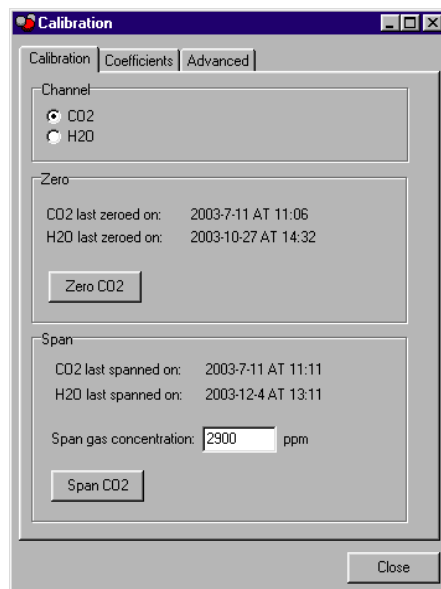 Calibration
Calibration Coefficients Advanced
Channel
CO2
H2O
Zero
CO2 last zeroed on: 2003-7-11 AT 11:06
H2O last zeroed on: 2003-10-27 AT 14:32
Zero CO2
Span
CO2 last spanned on: 2003-7-11 AT 11:11
H2O last spanned on: 2003-12-4 AT 13:11
Span gas concentration: 2900 ppm
Span CO2
Close